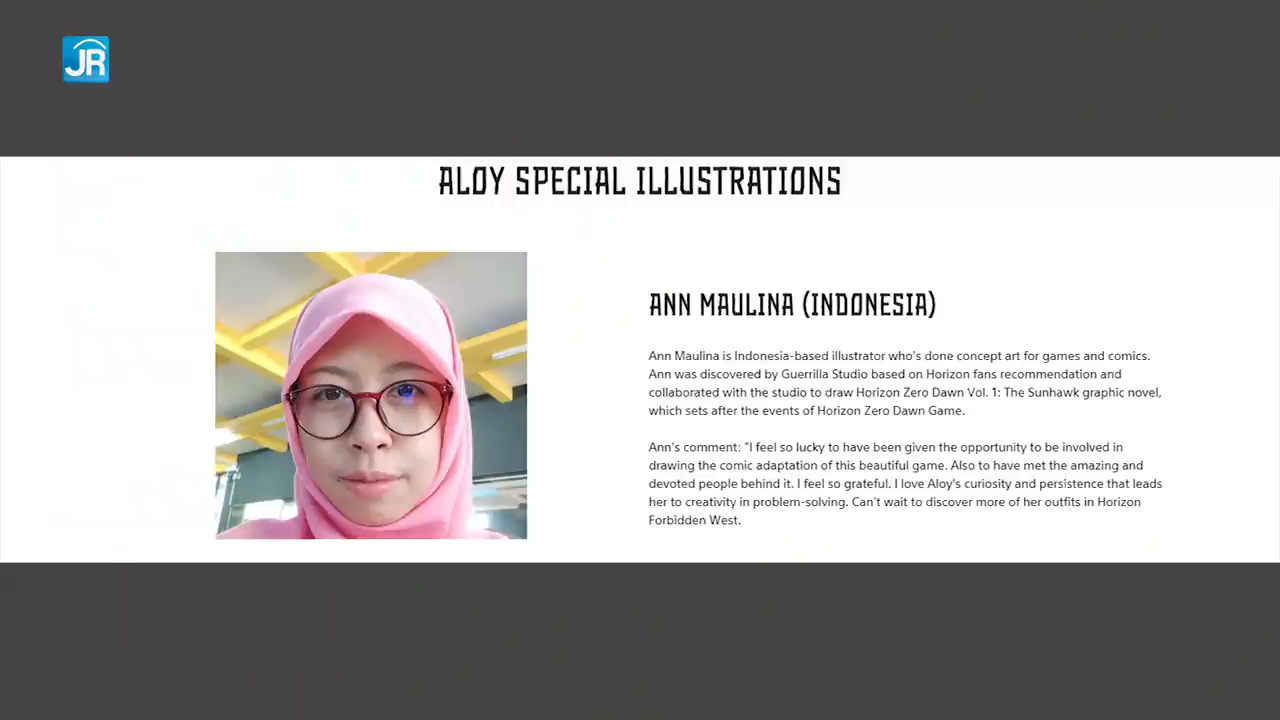 JR
ALOY SPECIAL ILLUSTRATIONS
ANN MAULINA (INDONESIA)
Ann Maulina is Indonesia-based illustrator who's done concept art for games and comics.
Ann was discovered by Guerrilla Studio based on Horizon fans recommendation and
collaborated with the studio to draw Horizon Zero Dawn Vol. 1: The Sunhawk graphic novel,
which sets after the events of Horizon Zero Dawn Game.
Ann's comment: "I feel so lucky to have been given the opportunity to be involved in
drawing the comic adaptation of this beautiful game. Also to have met the amazing and
devoted people behind it. I feel so grateful. I love Aloy's curiosity and persistence that leads
her to creativity in problem-solving. Can't wait to discover more of her outfits in Horizon
Forbidden West.